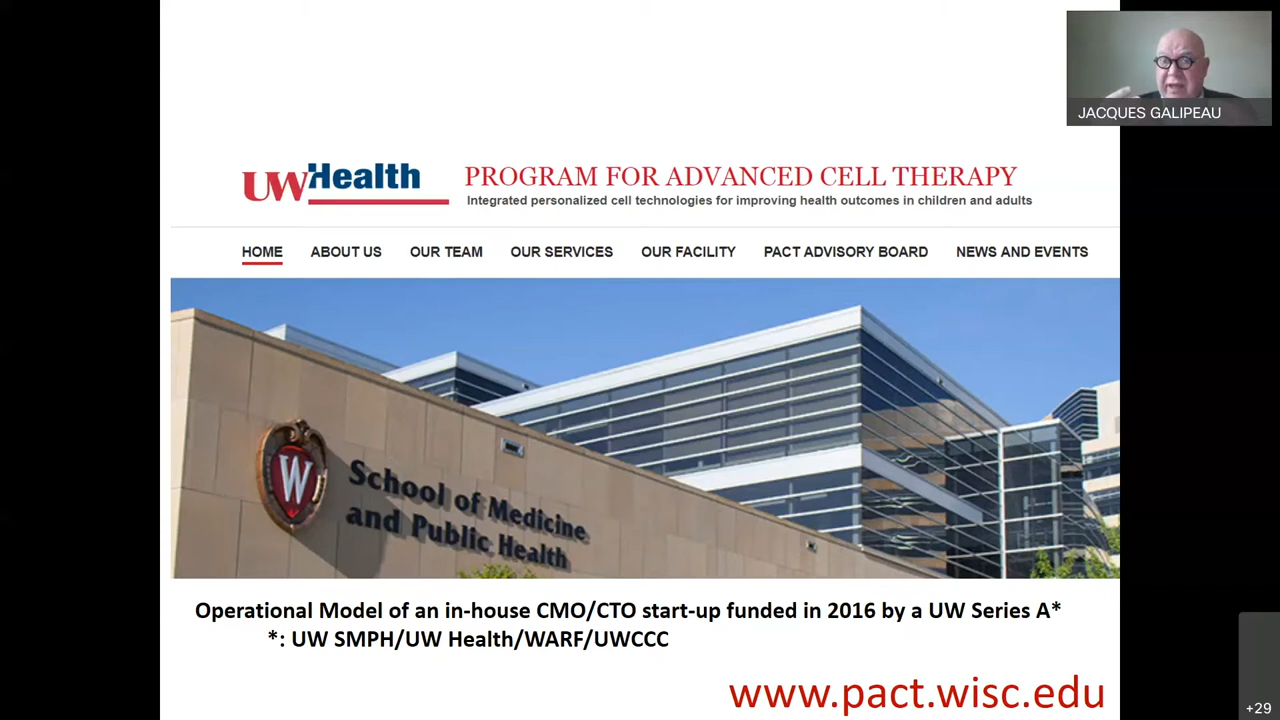 JACQUES GALIPEAU
UWHealth
PROGRAM FOR ADVANCED CELL THERAPY
Integrated personalized cell technologies for improving health outcomes in children and adults
HOME ABOUT US OUR TEAM OUR SERVICES OUR FACILITY PACT ADVISORY BOARD NEWS AND EVENTS
W
School of Medicine
and Public Health
Operational Model of an in-house CMO/CTO start-up funded in 2016 by a UW Series A*
*: UW SMPH/UW Health/WARF/UWCCC
www.pact.wisc.edu
+29